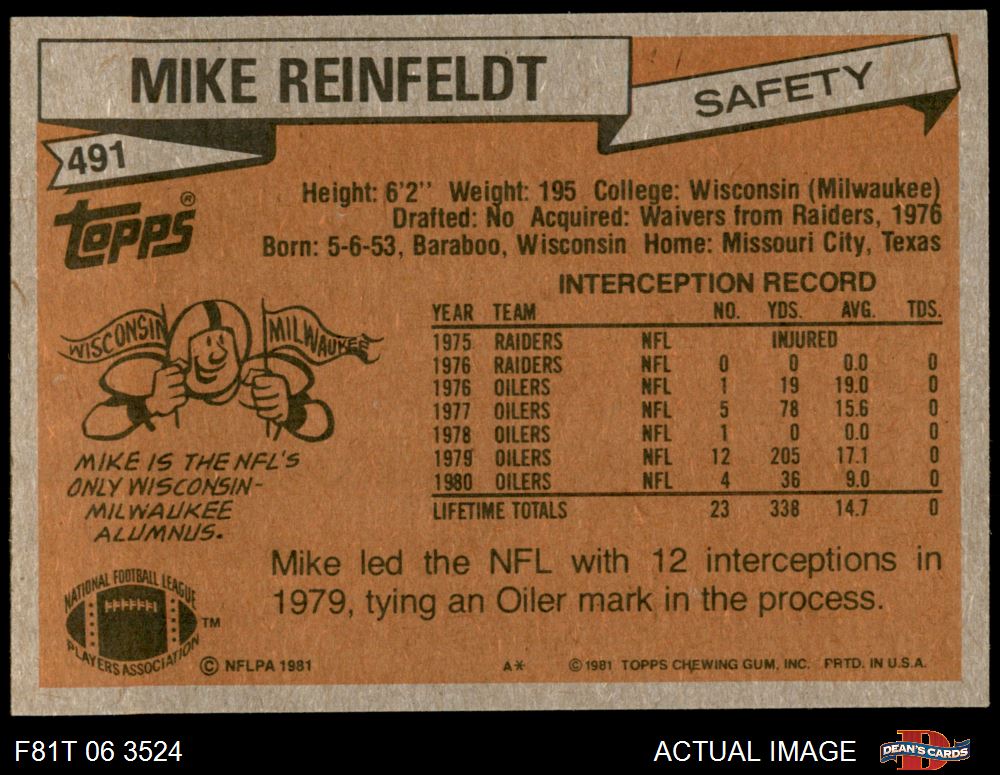 MIKE REINFELDT
SAFETY
491
TOPPS®
Height: 6'2'' Weight: 195 College: Wisconsin (Milwaukee)
Drafted: No Acquired: Waivers from Raiders, 1976
Born: 5-6-53, Baraboo, Wisconsin Home: Missouri City, Texas
INTERCEPTION RECORD
YEAR TEAM NO. YDS. AVG. TDS.
1975 RAIDERS NFL INJURED
1976 RAIDERS NFL 0 0 0.0 0
1976 OILERS NFL 1 19 19.0 0
1977 OILERS NFL 5 78 15.6 0
1978 OILERS NFL 1 0 0.0 0
1979 OILERS NFL 12 205 17.1 0
1980 OILERS NFL 4 36 9.0 0
LIFETIME TOTALS 23 338 14.7 0
WISCONSIN MILWAUKEE
MIKE IS THE NFL'S
ONLY WISCONSIN-
MILWAUKEE
ALUMNUS.
Mike led the NFL with 12 interceptions in
1979, tying an Oiler mark in the process.
NATIONAL FOOTBALL LEAGUE
PLAYERS ASSOCIATION
TM
© NFLPA 1981 A* © 1981 TOPPS CHEWING GUM, INC. PRTD. IN U.S.A.
F81T 06 3524 ACTUAL IMAGE DEAN'S CARDS